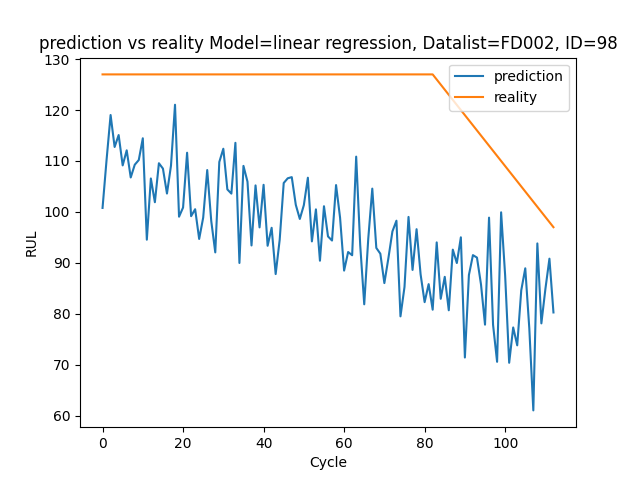 prediction vs reality Model=linear regression, Datalist=FD002, ID=98
prediction
reality
RUL
130
120
110
100
90
80
70
60
0 20 40 60 80 100
Cycle